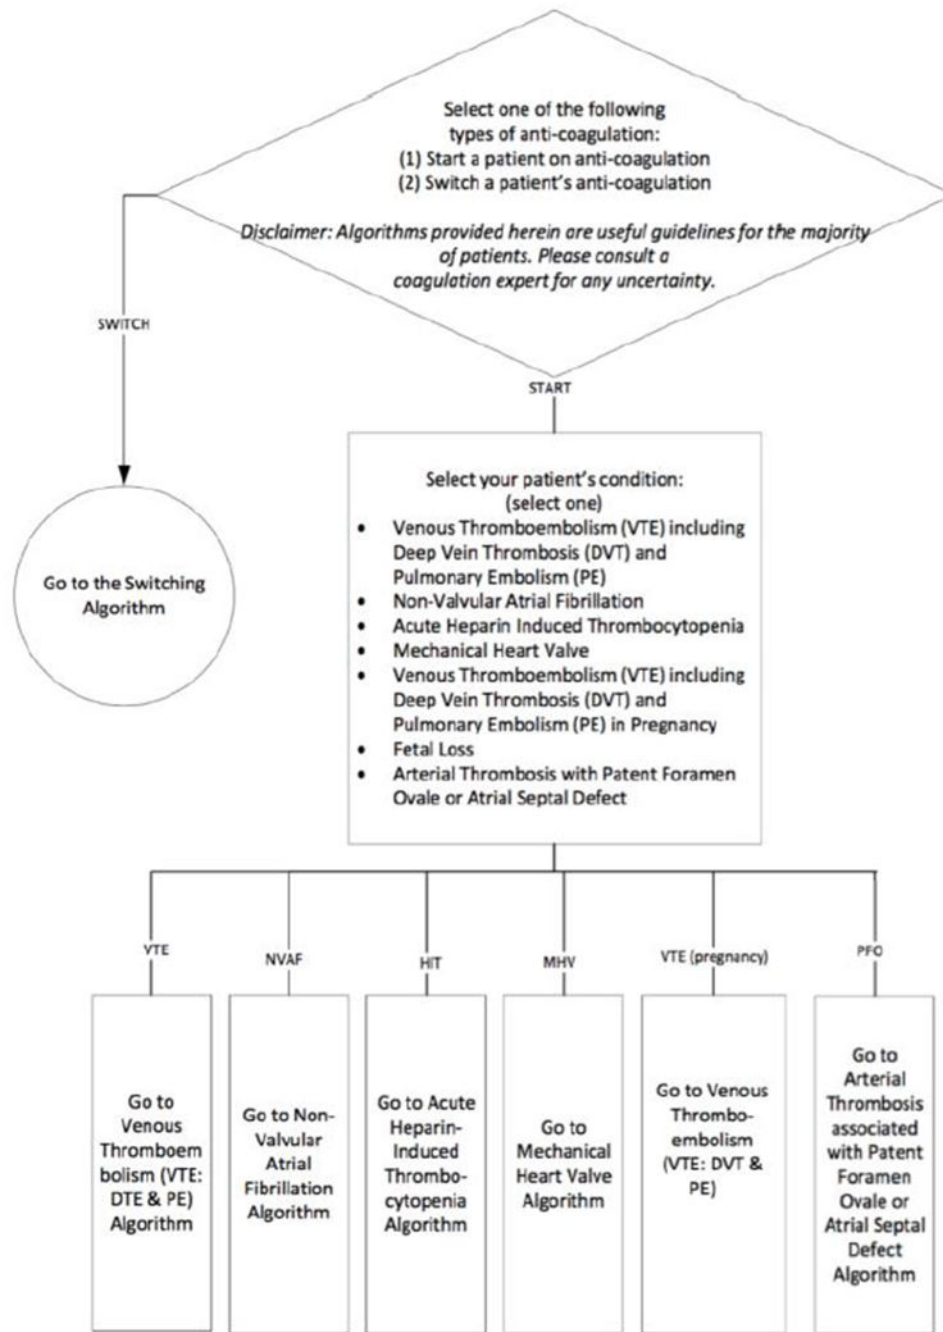 Select one of the following
types of anti-coagulation:
(1) Start a patient on anti-coagulation
(2) Switch a patient's anti-coagulation
Disclaimer: Algorithms provided herein are useful guidelines for the majority
of patients. Please consult a
coagulation expert for any uncertainty.
SWITCH
START
Go to the Switching
Algorithm
Select your patient's condition:
(select one)
• Venous Thromboembolism (VTE) including
Deep Vein Thrombosis (DVT) and
Pulmonary Embolism (PE)
• Non-Valvular Atrial Fibrillation
• Acute Heparin Induced Thrombocytopenia
• Mechanical Heart Valve
• Venous Thromboembolism (VTE) including
Deep Vein Thrombosis (DVT) and
Pulmonary Embolism (PE) in Pregnancy
• Fetal Loss
• Arterial Thrombosis with Patent Foramen
Ovale or Atrial Septal Defect
VTE
NVAF
HIT
MHV
VTE (pregnancy)
PFO
Go to
Venous
Thromboem
bolism (VTE:
DTE & PE)
Algorithm
Go to Non-
Valvular
Atrial
Fibrillation
Algorithm
Go to Acute
Heparin-
Induced
Thrombo-
cytopenia
Algorithm
Go to
Mechanical
Heart Valve
Algorithm
Go to Venous
Thrombo-
embolism
(VTE: DVT &
PE)
Go to
Arterial
Thrombosis
associated
with Patent
Foramen
Ovale or
Atrial Septal
Defect
Algorithm